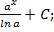 a^x / ln a + C;